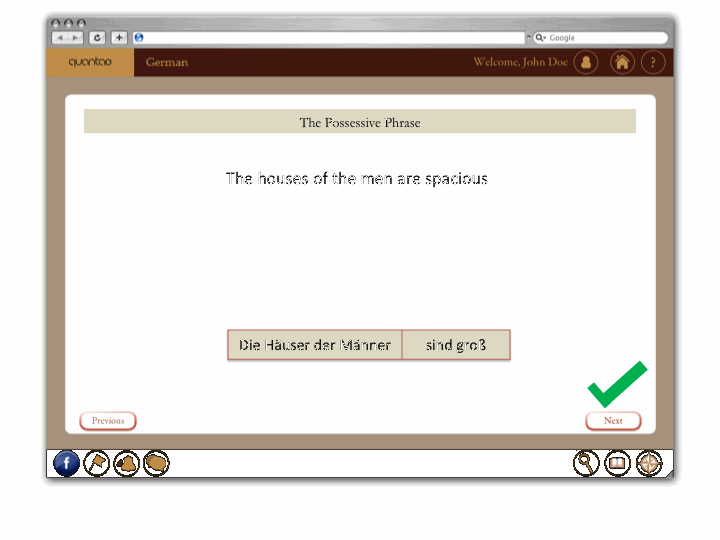 Google
quantao
German
Welcome, John Doe
?
The Possessive Phrase
The houses of the men are spacious
Die Häuser der Männer
sind groß
Previous
Next
f